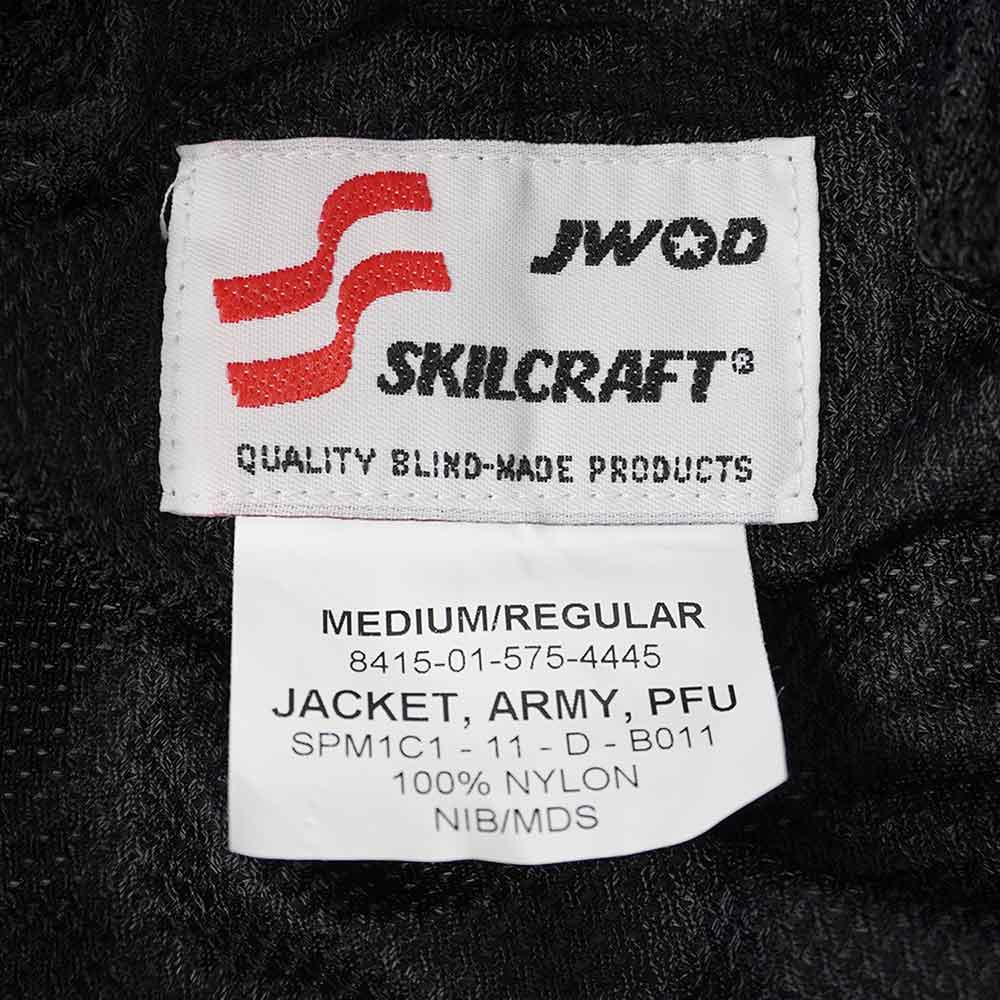 JWOD
SKILCRAFT®
QUALITY BLIND-MADE PRODUCTS
MEDIUM/REGULAR
8415-01-575-4445
JACKET, ARMY, PFU
SPM1C1 - 11 - D - B011
100% NYLON
NIB/MDS